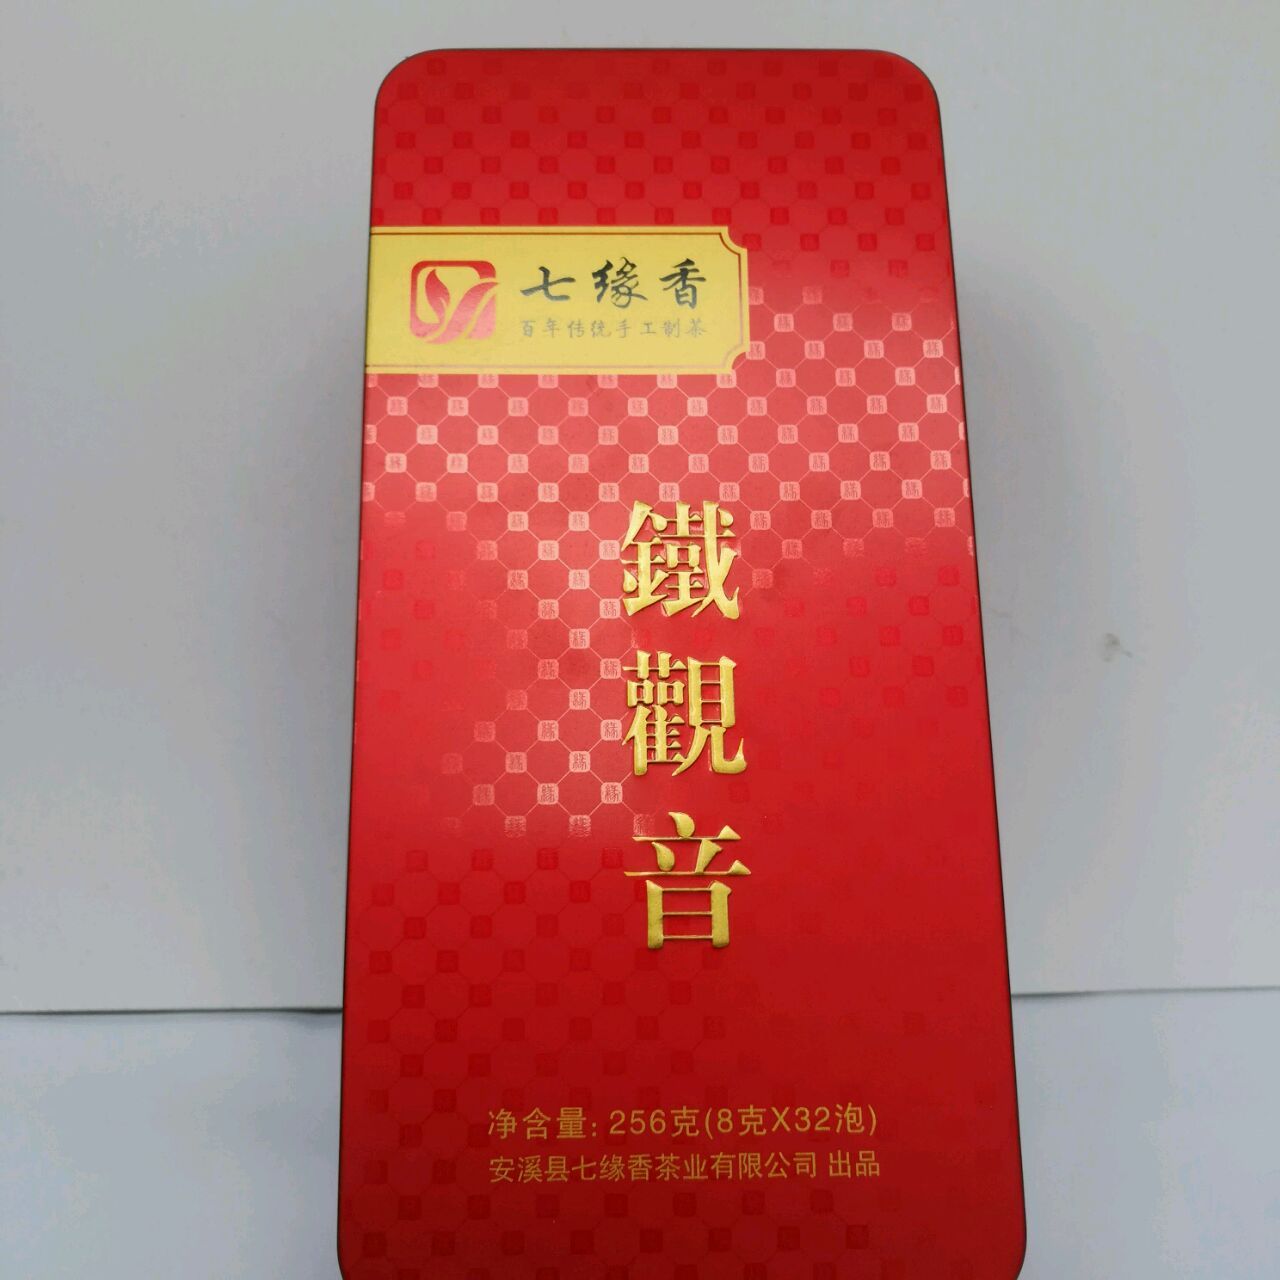 七缘香
百年传统手工制茶
鐵觀音
净含量: 256克(8克X32泡)
安溪县七缘香茶业有限公司 出品